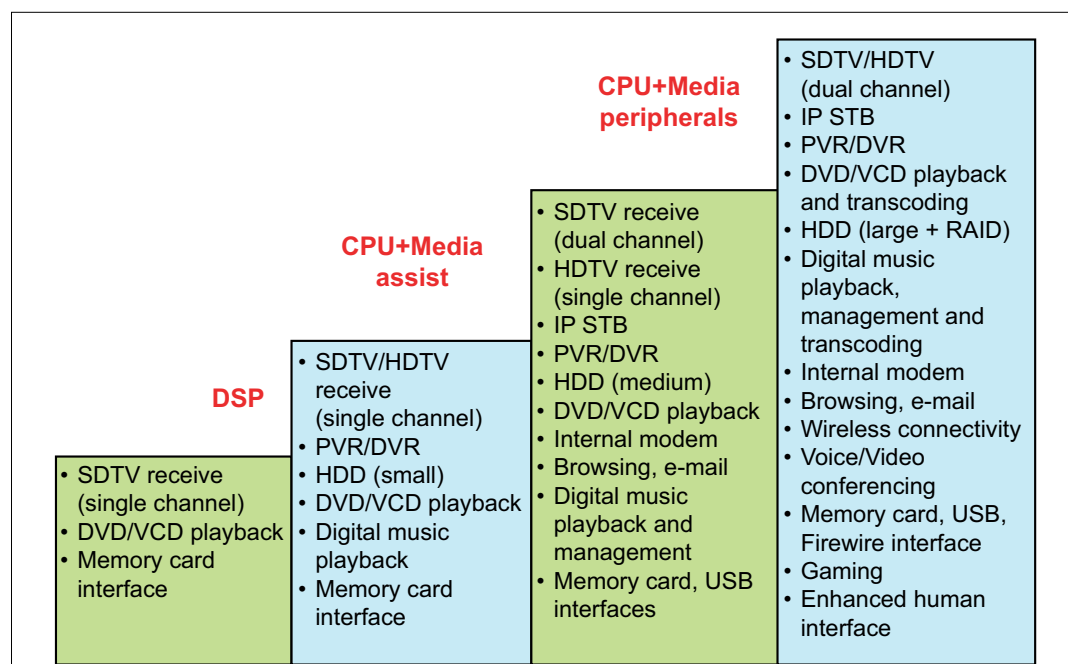 DSP
• SDTV receive
(single channel)
• DVD/VCD playback
• Memory card
interface
CPU+Media
assist
• SDTV/HDTV
receive
(single channel)
• PVR/DVR
• HDD (small)
• DVD/VCD playback
• Digital music
playback
• Memory card
interface
CPU+Media
peripherals
• SDTV receive
(dual channel)
• HDTV receive
(single channel)
• IP STB
• PVR/DVR
• HDD (medium)
• DVD/VCD playback
• Internal modem
• Browsing, e-mail
• Digital music
playback and
management
• Memory card, USB
interfaces
• SDTV/HDTV
(dual channel)
• IP STB
• PVR/DVR
• DVD/VCD playback
and transcoding
• HDD (large + RAID)
• Digital music
playback,
management and
transcoding
• Internal modem
• Browsing, e-mail
• Wireless connectivity
• Voice/Video
conferencing
• Memory card, USB,
Firewire interface
• Gaming
• Enhanced human
interface